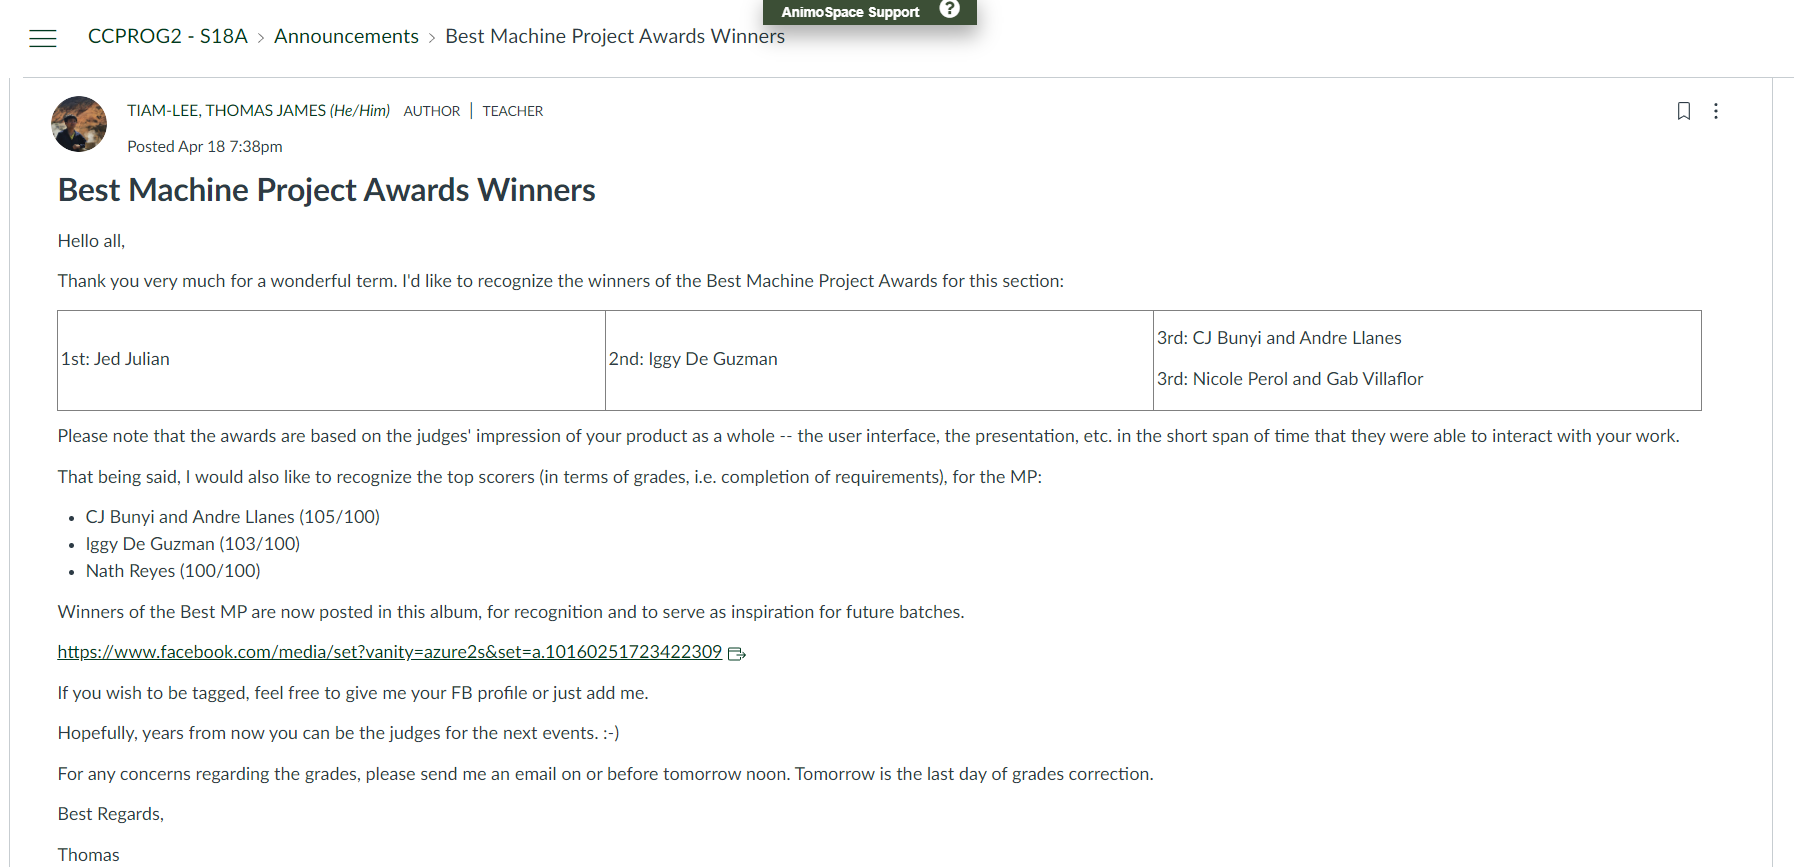 AnimoSpace Support ?
CCPROG2 - S18A > Announcements > Best Machine Project Awards Winners
TIAM-LEE, THOMAS JAMES (He/Him) AUTHOR | TEACHER
Posted Apr 18 7:38pm
Best Machine Project Awards Winners
Hello all,
Thank you very much for a wonderful term. I'd like to recognize the winners of the Best Machine Project Awards for this section:
1st: Jed Julian
2nd: Iggy De Guzman
3rd: CJ Bunyi and Andre Llanes
3rd: Nicole Perol and Gab Villaflor
Please note that the awards are based on the judges' impression of your product as a whole -- the user interface, the presentation, etc. in the short span of time that they were able to interact with your work.
That being said, I would also like to recognize the top scorers (in terms of grades, i.e. completion of requirements), for the MP:
• CJ Bunyi and Andre Llanes (105/100)
• Iggy De Guzman (103/100)
• Nath Reyes (100/100)
Winners of the Best MP are now posted in this album, for recognition and to serve as inspiration for future batches.
https://www.facebook.com/media/set?vanity=azure2s&set=a.10160251723422309
If you wish to be tagged, feel free to give me your FB profile or just add me.
Hopefully, years from now you can be the judges for the next events. :-)
For any concerns regarding the grades, please send me an email on or before tomorrow noon. Tomorrow is the last day of grades correction.
Best Regards,
Thomas